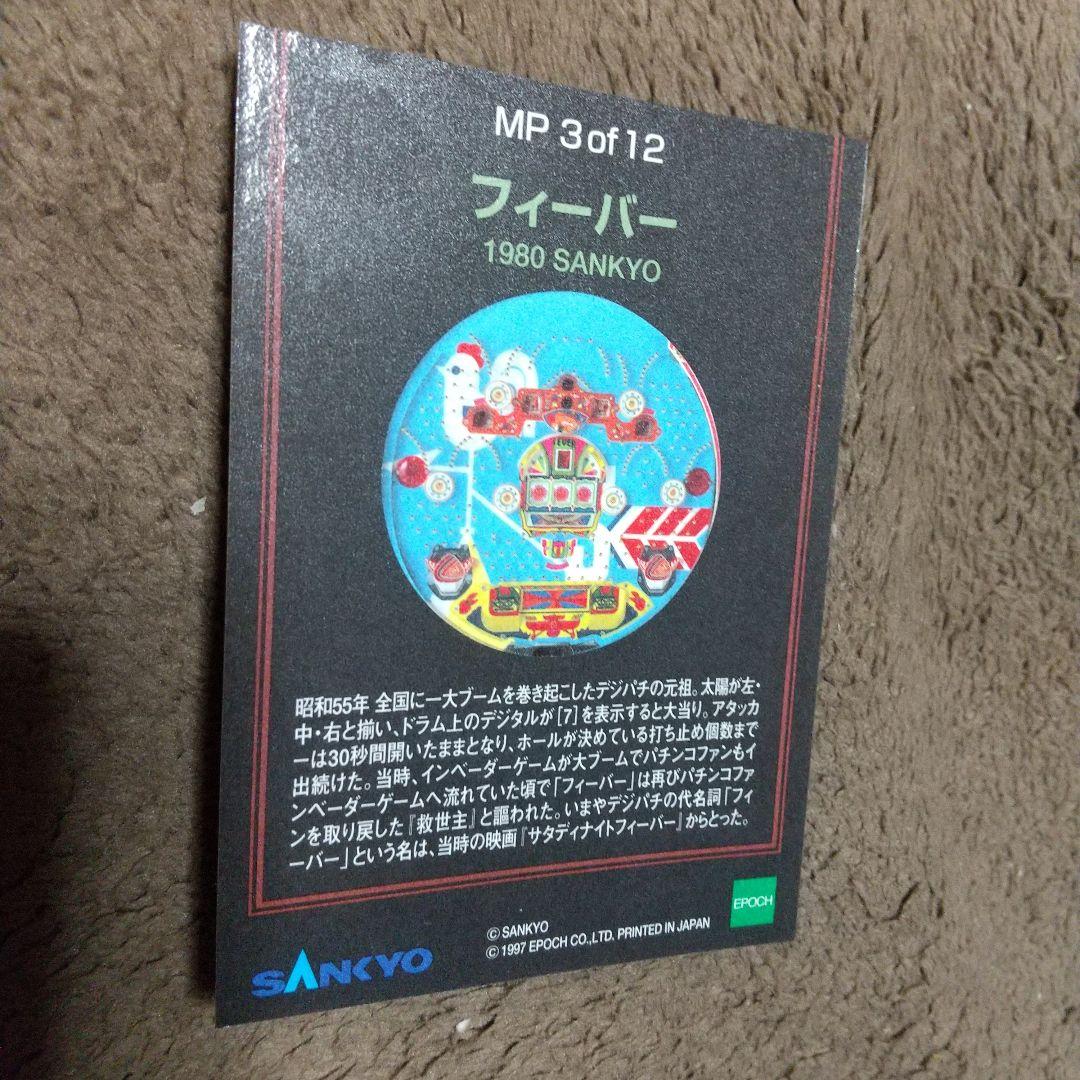 MP 3 of 12
フィーバー
1980 SANKYO
昭和55年 全国に一大ブームを巻き起こしたデジパチの元祖。太陽が左・
中・右と揃い、ドラム上のデジタルが[7]を表示すると大当り。アタッカ
ーは30秒間開いたままとなり、ホールが決めている打ち止め個数まで
出続けた。当時、インベーダーゲームが大ブームでパチンコファンもイ
ンベーダーゲームへ流れていた頃で「フィーバー」は再びパチンコファ
ンを取り戻した『救世主』と謳われた。いまやデジパチの代名詞「フィ
ーバー」という名は、当時の映画『サタディナイトフィーバー』からとった。
© SANKYO
© 1997 EPOCH CO.,LTD. PRINTED IN JAPAN
EPOCH
SANKYO